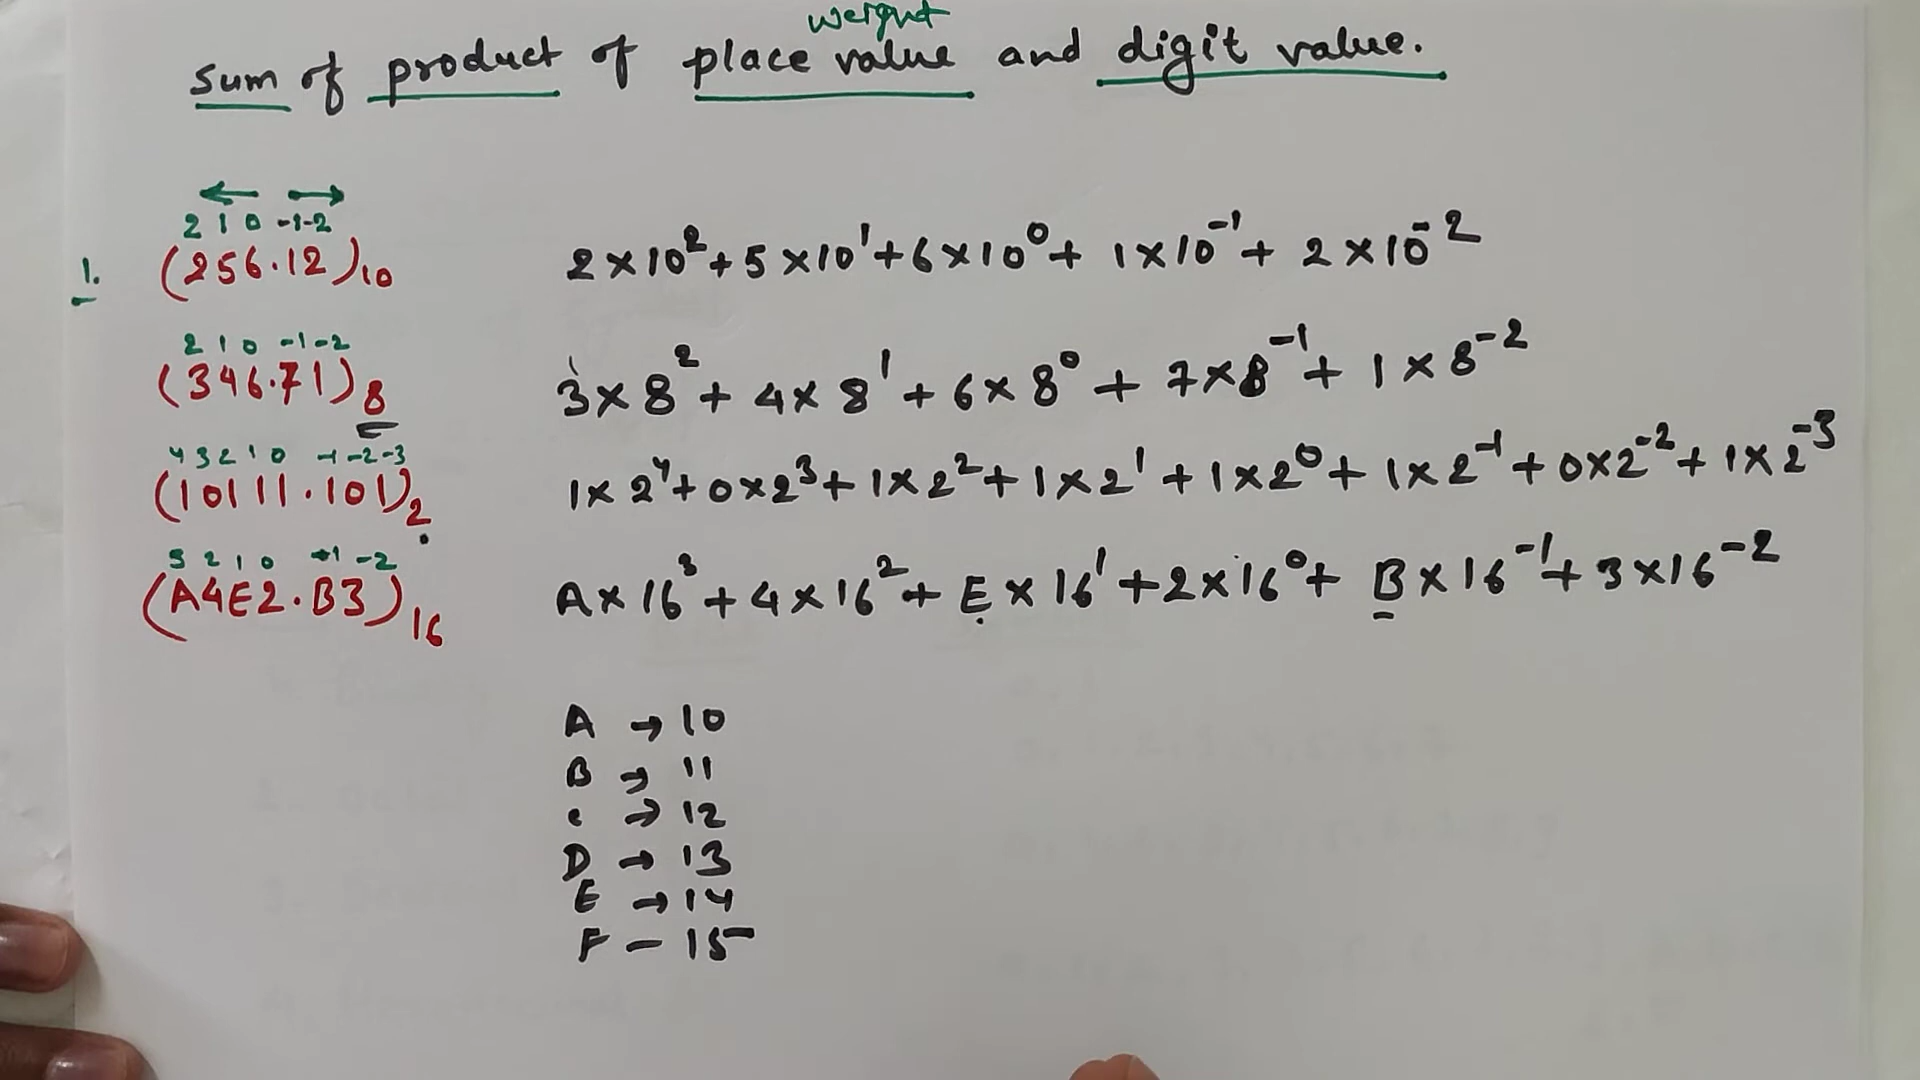 weight
sum of product of place value and digit value.
2 1 0 -1 -2
1. (256.12)10 2×10² + 5×10¹ + 6×10⁰ + 1×10⁻¹ + 2×10⁻²
2 1 0 -1 -2
(346.71)8 3×8² + 4×8¹ + 6×8⁰ + 7×8⁻¹ + 1×8⁻²
4 3 2 1 0 -1 -2 -3
(10111.101)2 1×2⁴ + 0×2³ + 1×2² + 1×2¹ + 1×2⁰ + 1×2⁻¹ + 0×2⁻² + 1×2⁻³
3 2 1 0 -1 -2
(A4E2.B3)16 A×16³ + 4×16² + E×16¹ + 2×16⁰ + B×16⁻¹ + 3×16⁻²
A → 10
B → 11
C → 12
D → 13
E → 14
F — 15